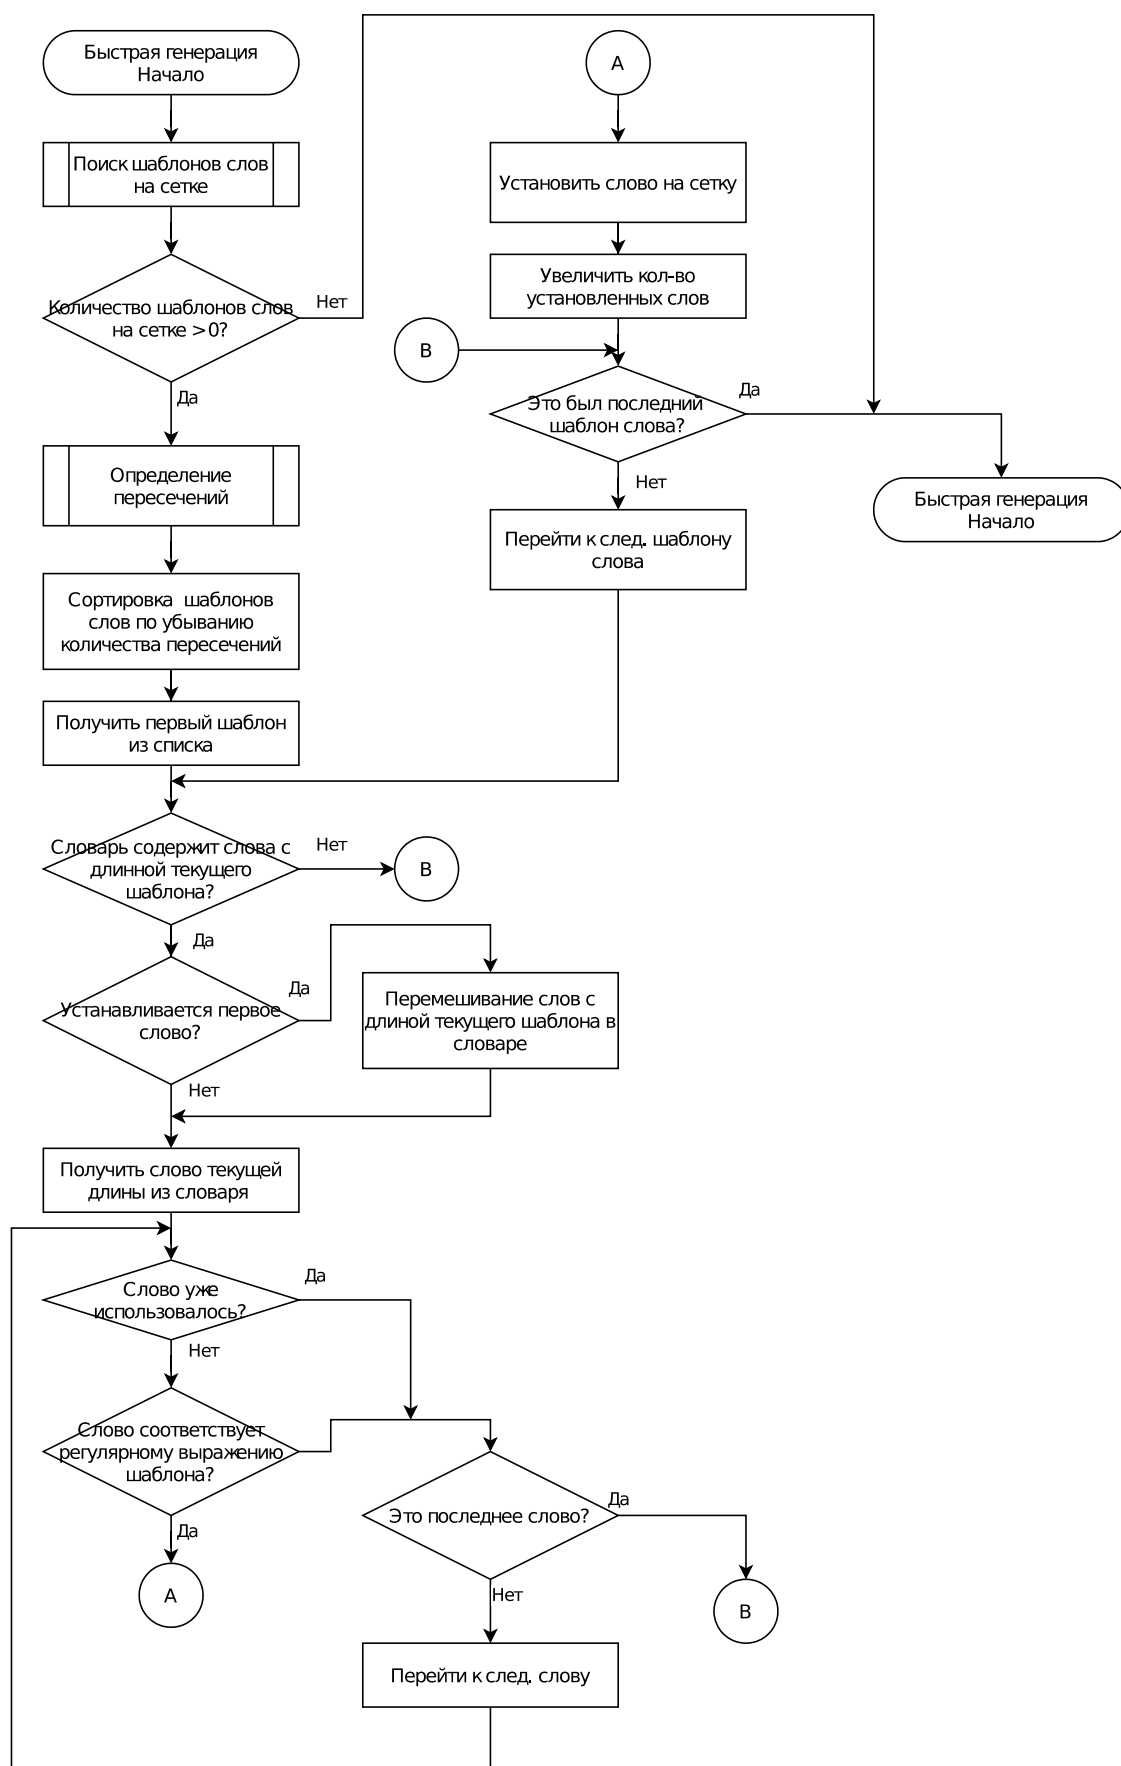 Быстрая генерация
Начало
Поиск шаблонов слов
на сетке
Количество шаблонов слов
на сетке >0?
Нет
Да
Определение
пересечений
Сортировка шаблонов
слов по убыванию
количества пересечений
Получить первый шаблон
из списка
Словарь содержит слова с
длинной текущего
шаблона?
Нет
B
Да
Устанавливается первое
слово?
Да
Перемешивание слов с
длиной текущего шаблона в
словаре
Нет
Получить слово текущей
длины из словаря
Слово уже
использовалось?
Да
Нет
Слово соответствует
регулярному выражению
шаблона?
Да
A
Это последнее слово?
Да
B
Нет
Перейти к след. слову
A
Установить слово на сетку
Увеличить кол-во
установленных слов
B
Это был последний
шаблон слова?
Да
Нет
Перейти к след. шаблону
слова
Быстрая генерация
Начало